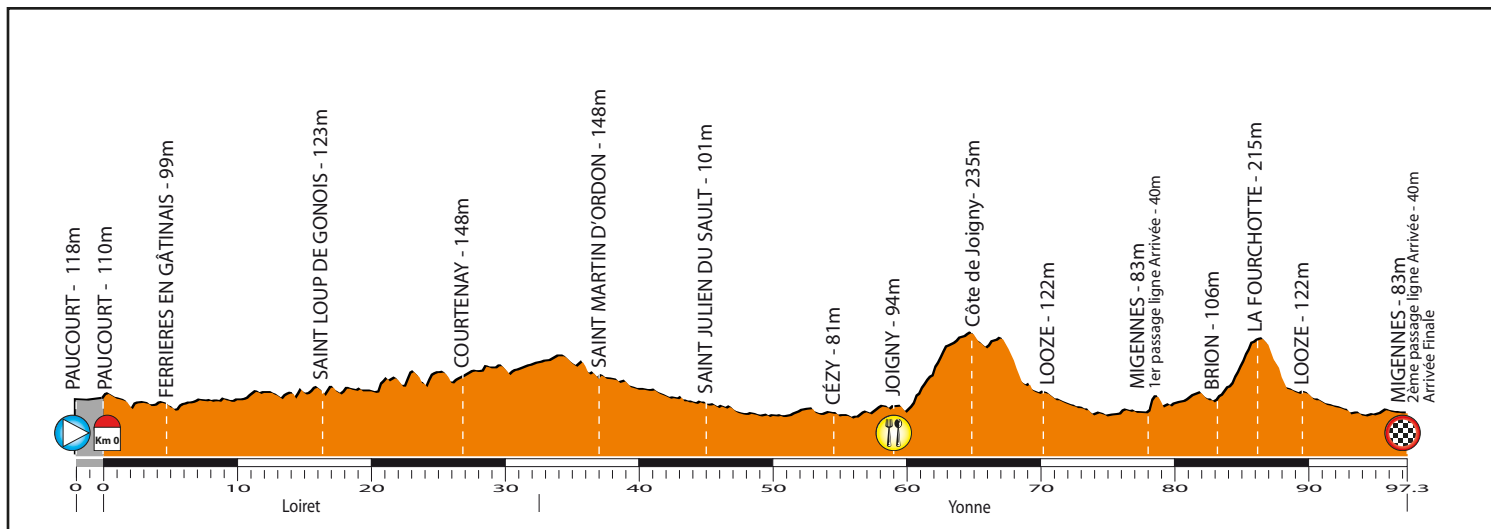 PAUCOURT - 118m
PAUCOURT - 110m
FERRIERES EN GÂTINAIS - 99m
SAINT LOUP DE GONOIS - 123m
COURTENAY - 148m
SAINT MARTIN D'ORDON - 148m
SAINT JULIEN DU SAULT - 101m
CÉZY - 81m
JOIGNY - 94m
Côte de Joigny- 235m
LOOZE - 122m
MIGENNES - 83m
1er passage ligne Arrivée - 40m
BRION - 106m
LA FOURCHOTTE - 215m
LOOZE - 122m
MIGENNES - 83m
2ème passage ligne Arrivée - 40m
Arrivée Finale
Km 0
0 0 10 20 30 40 50 60 70 80 90 97.3
Loiret Yonne